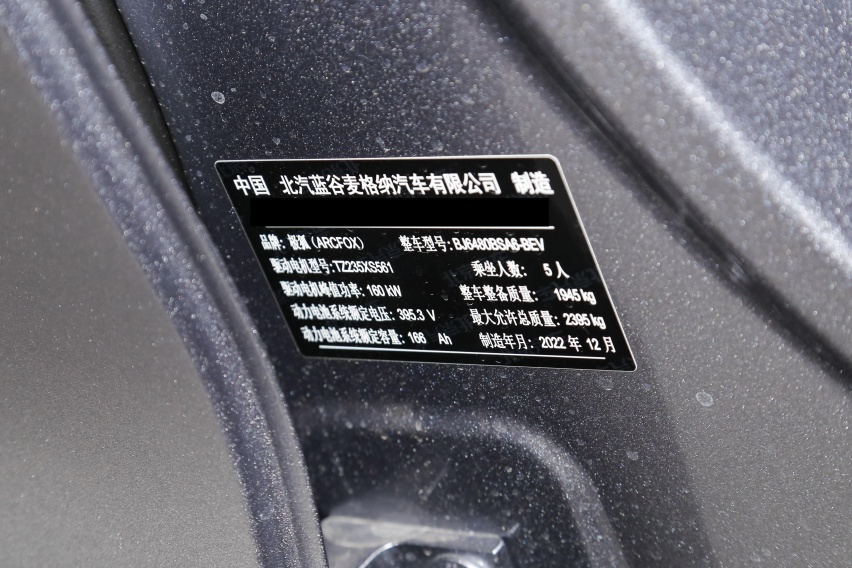 中国 北汽蓝谷麦格纳汽车有限公司 制造
品牌：极狐（ARCFOX） 整车型号：BJ6480BSA6-BEV
驱动电机型号：TZ235XS561 乘坐人数：5人
驱动电机峰值功率：160 kW 整车整备质量：1945 kg
动力电池系统额定电压：395.3 V 最大允许总质量：2395 kg
动力电池系统额定容量：166 Ah 制造年月：2022 年 12 月